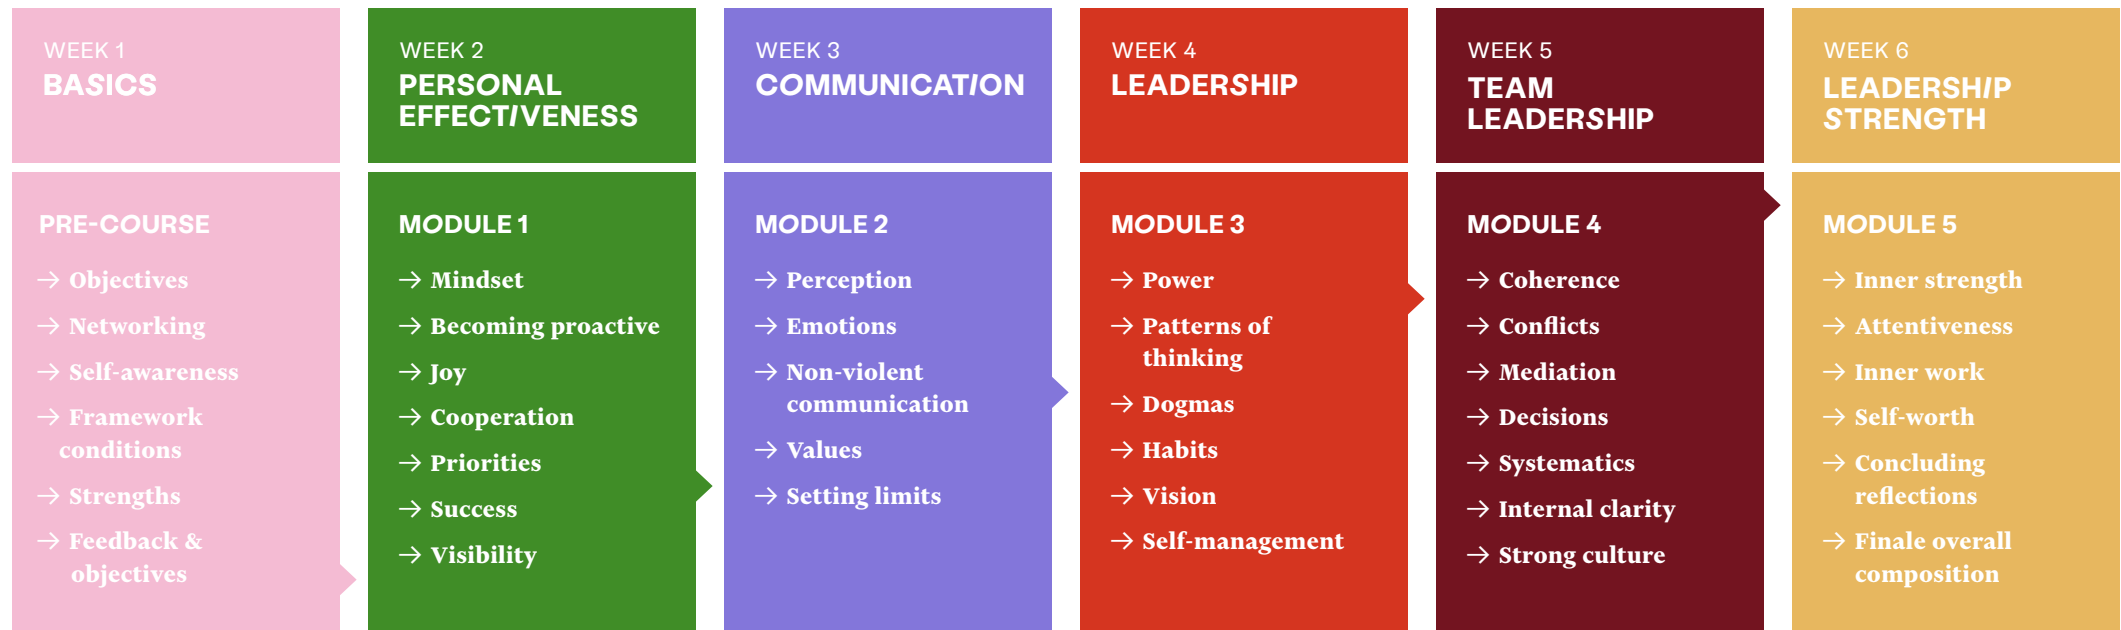 WEEK 1
BASICS
PRE-COURSE
→ Objectives
→ Networking
→ Self-awareness
→ Framework
conditions
→ Strengths
→ Feedback &
objectives
WEEK 2
PERSONAL
EFFECTIVENESS
MODULE 1
→ Mindset
→ Becoming proactive
→ Joy
→ Cooperation
→ Priorities
→ Success
→ Visibility
WEEK 3
COMMUNICATION
MODULE 2
→ Perception
→ Emotions
→ Non-violent
communication
→ Values
→ Setting limits
WEEK 4
LEADERSHIP
MODULE 3
→ Power
→ Patterns of
thinking
→ Dogmas
→ Habits
→ Vision
→ Self-management
WEEK 5
TEAM
LEADERSHIP
MODULE 4
→ Coherence
→ Conflicts
→ Mediation
→ Decisions
→ Systematics
→ Internal clarity
→ Strong culture
WEEK 6
LEADERSHIP
STRENGTH
MODULE 5
→ Inner strength
→ Attentiveness
→ Inner work
→ Self-worth
→ Concluding
reflections
→ Finale overall
composition